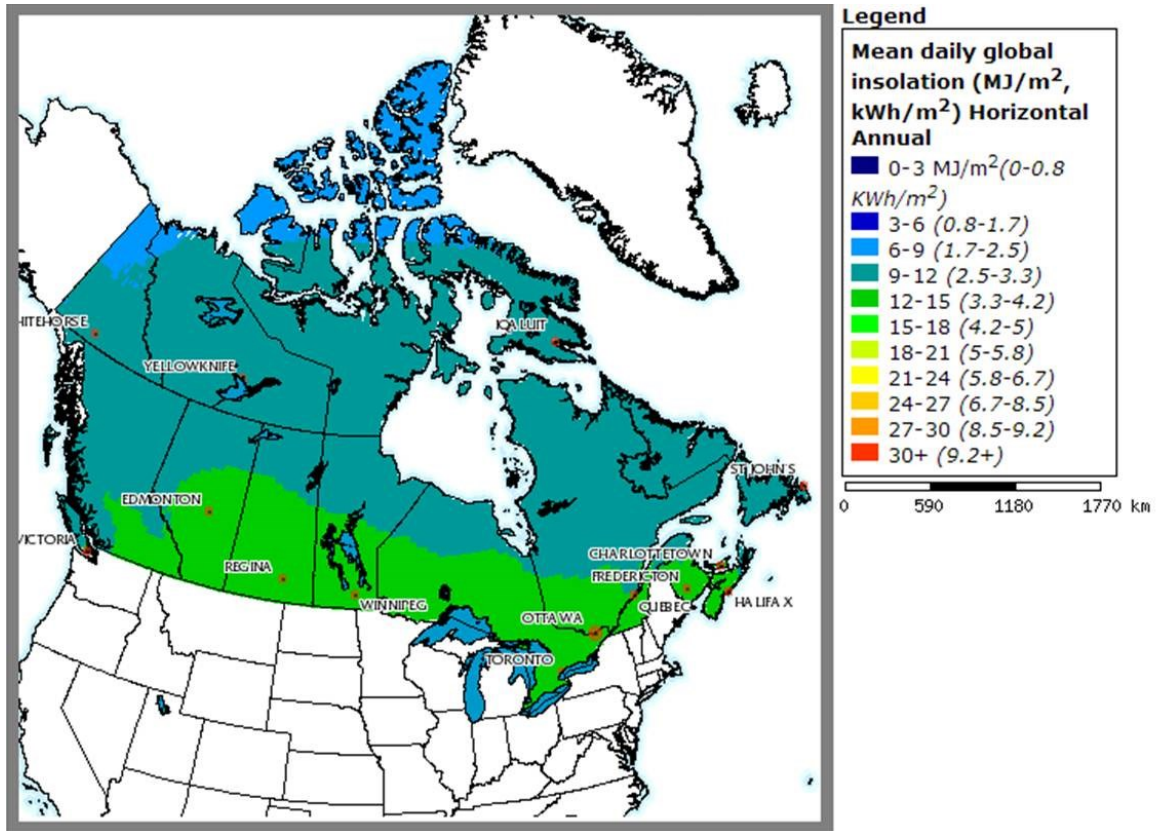 HITEHORSE
YELLOWKNIFE
IQALUIT
EDMONTON
ST JOHN'S
VICTORIA
REGINA
WINNIPEG
CHARLOTTETOWN
FREDERICTON
QUEBEC
HALIFAX
OTTAWA
TORONTO
Legend
Mean daily global
insolation (MJ/m²,
kWh/m²) Horizontal
Annual
0-3 MJ/m²(0-0.8
KWh/m²)
3-6 (0.8-1.7)
6-9 (1.7-2.5)
9-12 (2.5-3.3)
12-15 (3.3-4.2)
15-18 (4.2-5)
18-21 (5-5.8)
21-24 (5.8-6.7)
24-27 (6.7-8.5)
27-30 (8.5-9.2)
30+ (9.2+)
0 590 1180 1770 km